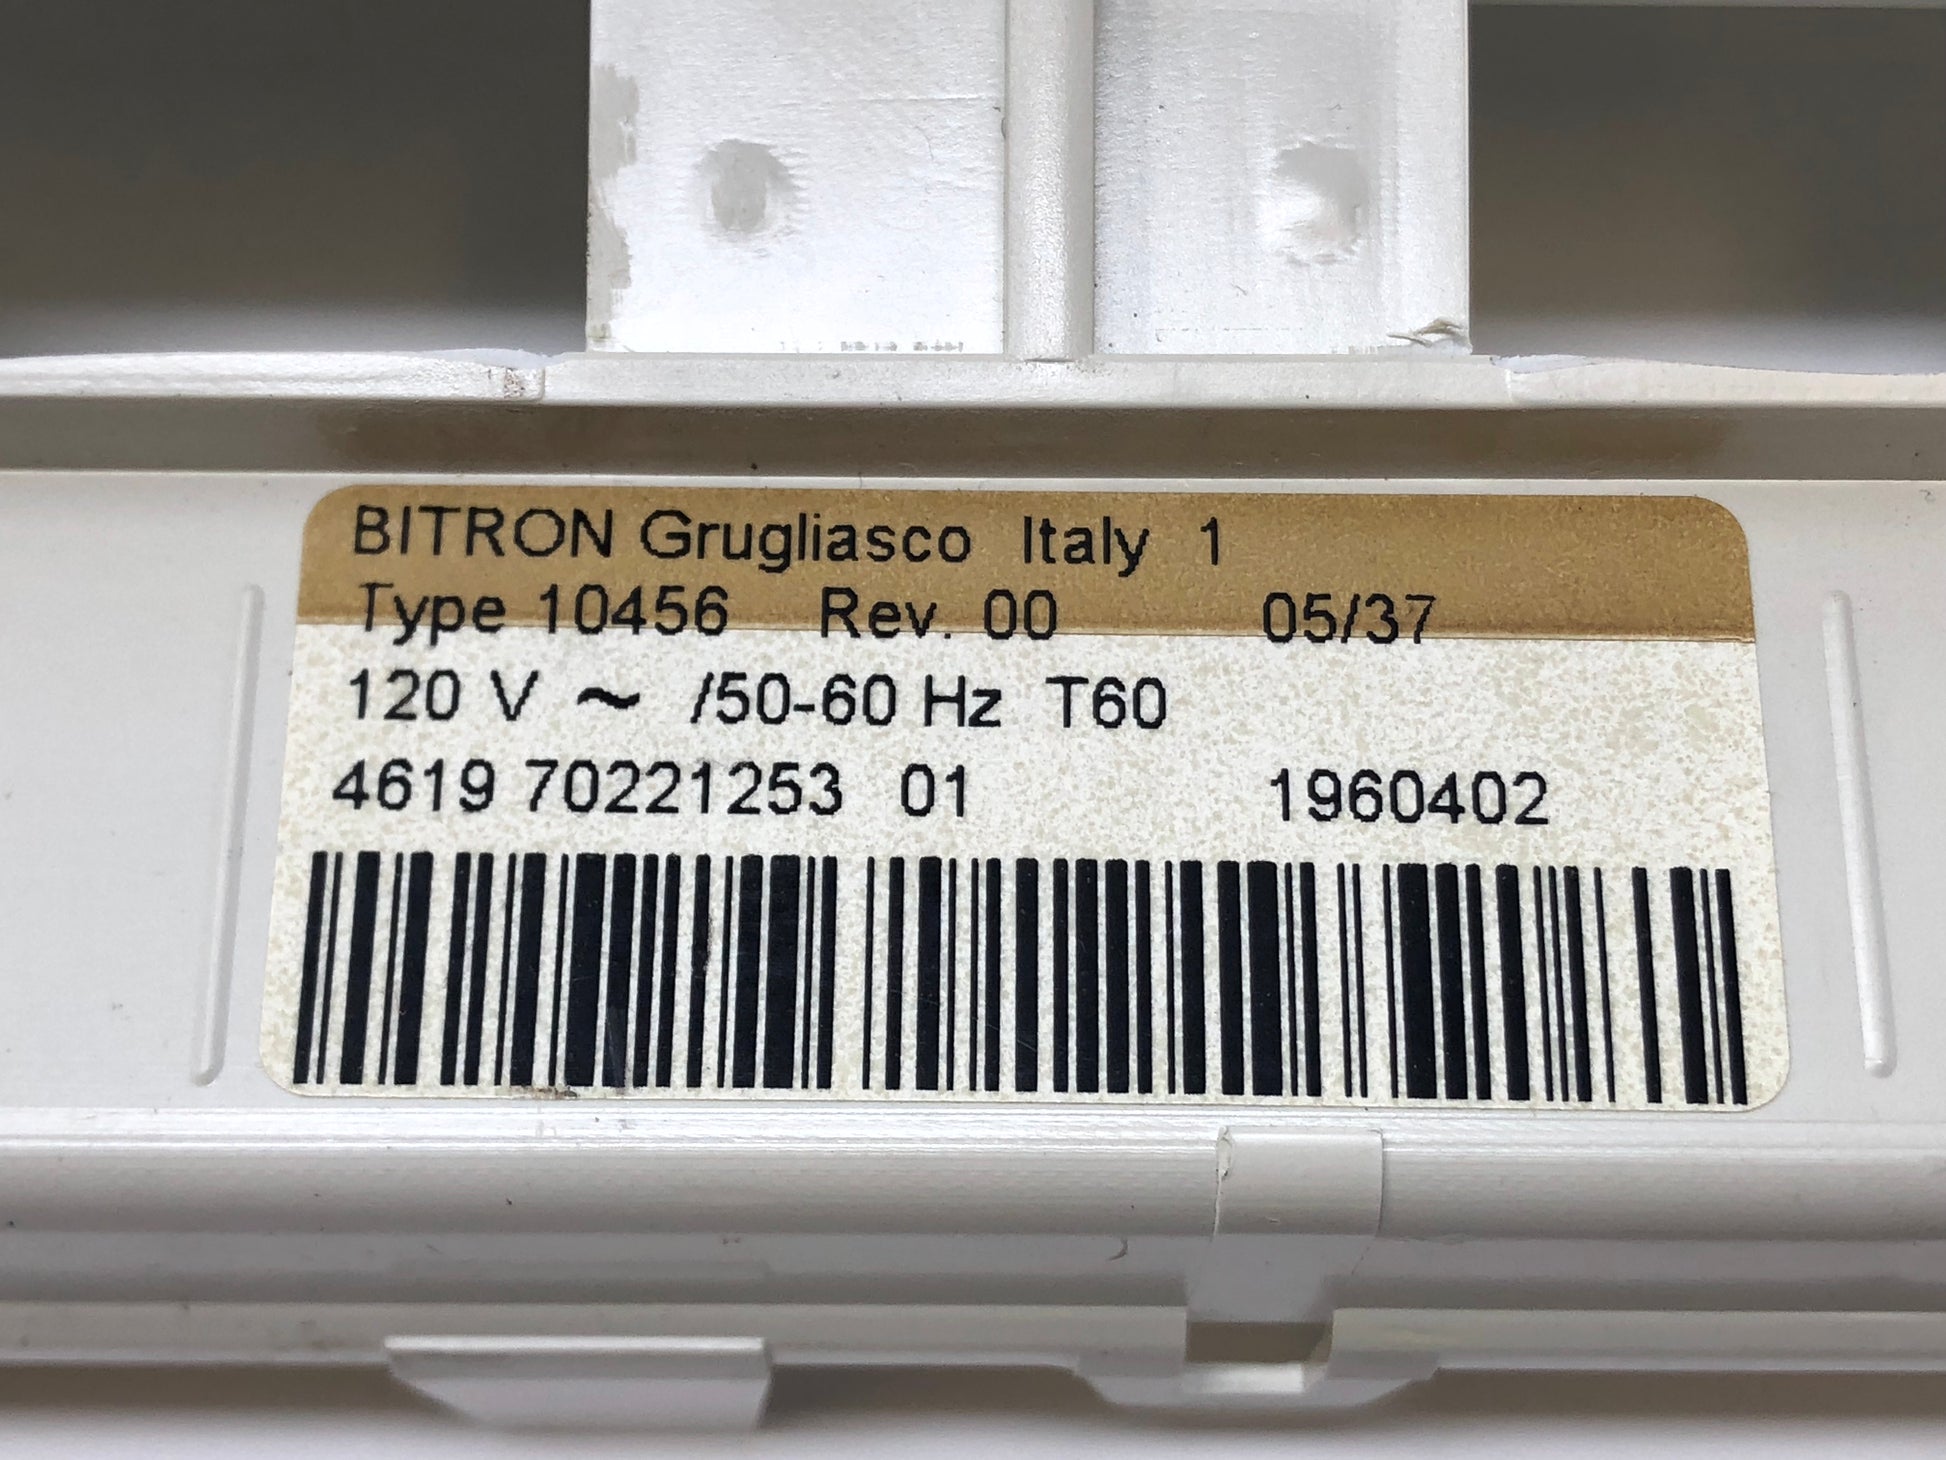 BITRON Grugliasco Italy 1
Type 10456 Rev. 00 05/37
120 V ~ /50-60 Hz T60
4619 70221253 01 1960402